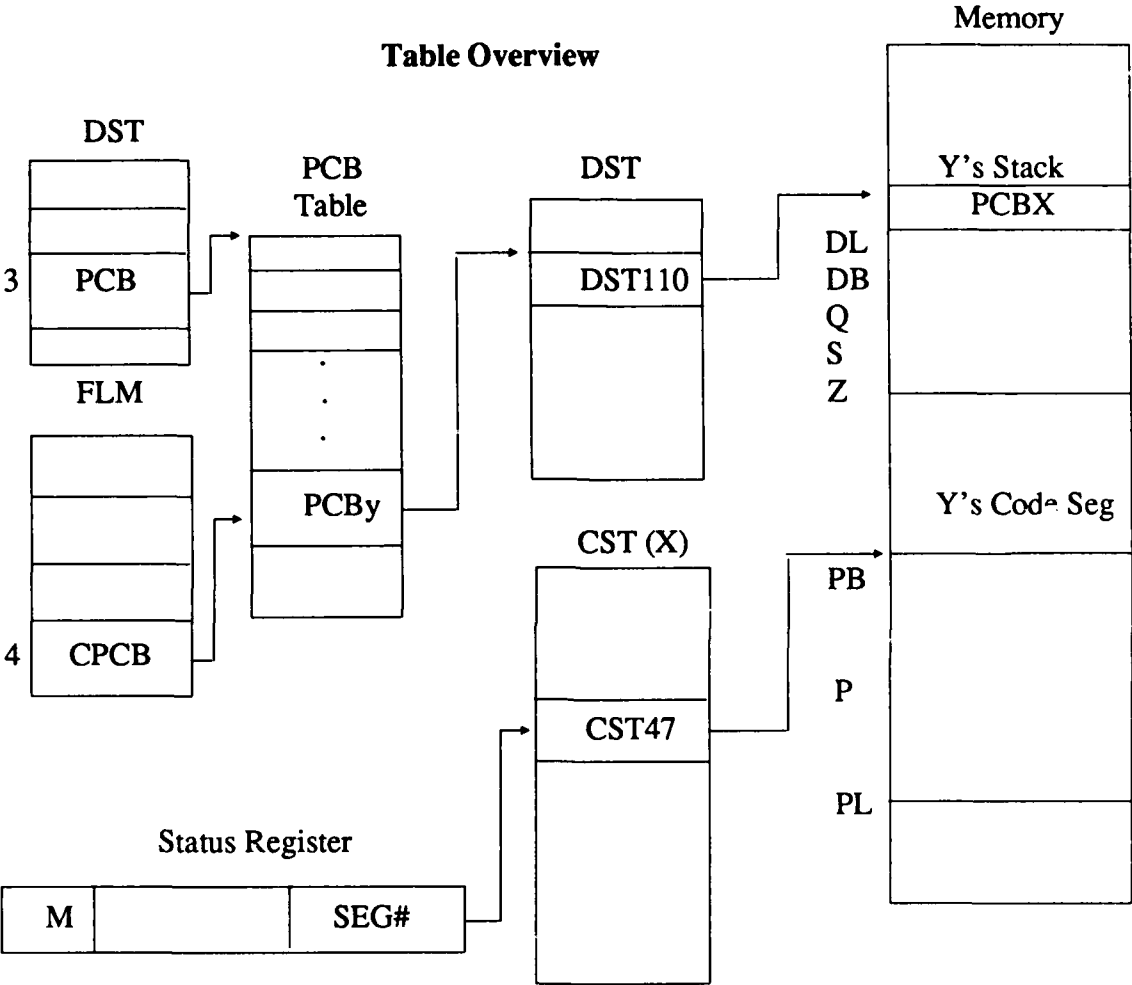 Memory
Table Overview
DST
3
PCB
PCB
Table
DST
DST110
Y's Stack
PCBX
DL
DB
Q
S
Z
FLM
4
CPCB
PCBy
CST (X)
CST47
Y's Code Seg
PB
P
PL
Status Register
M
SEG#